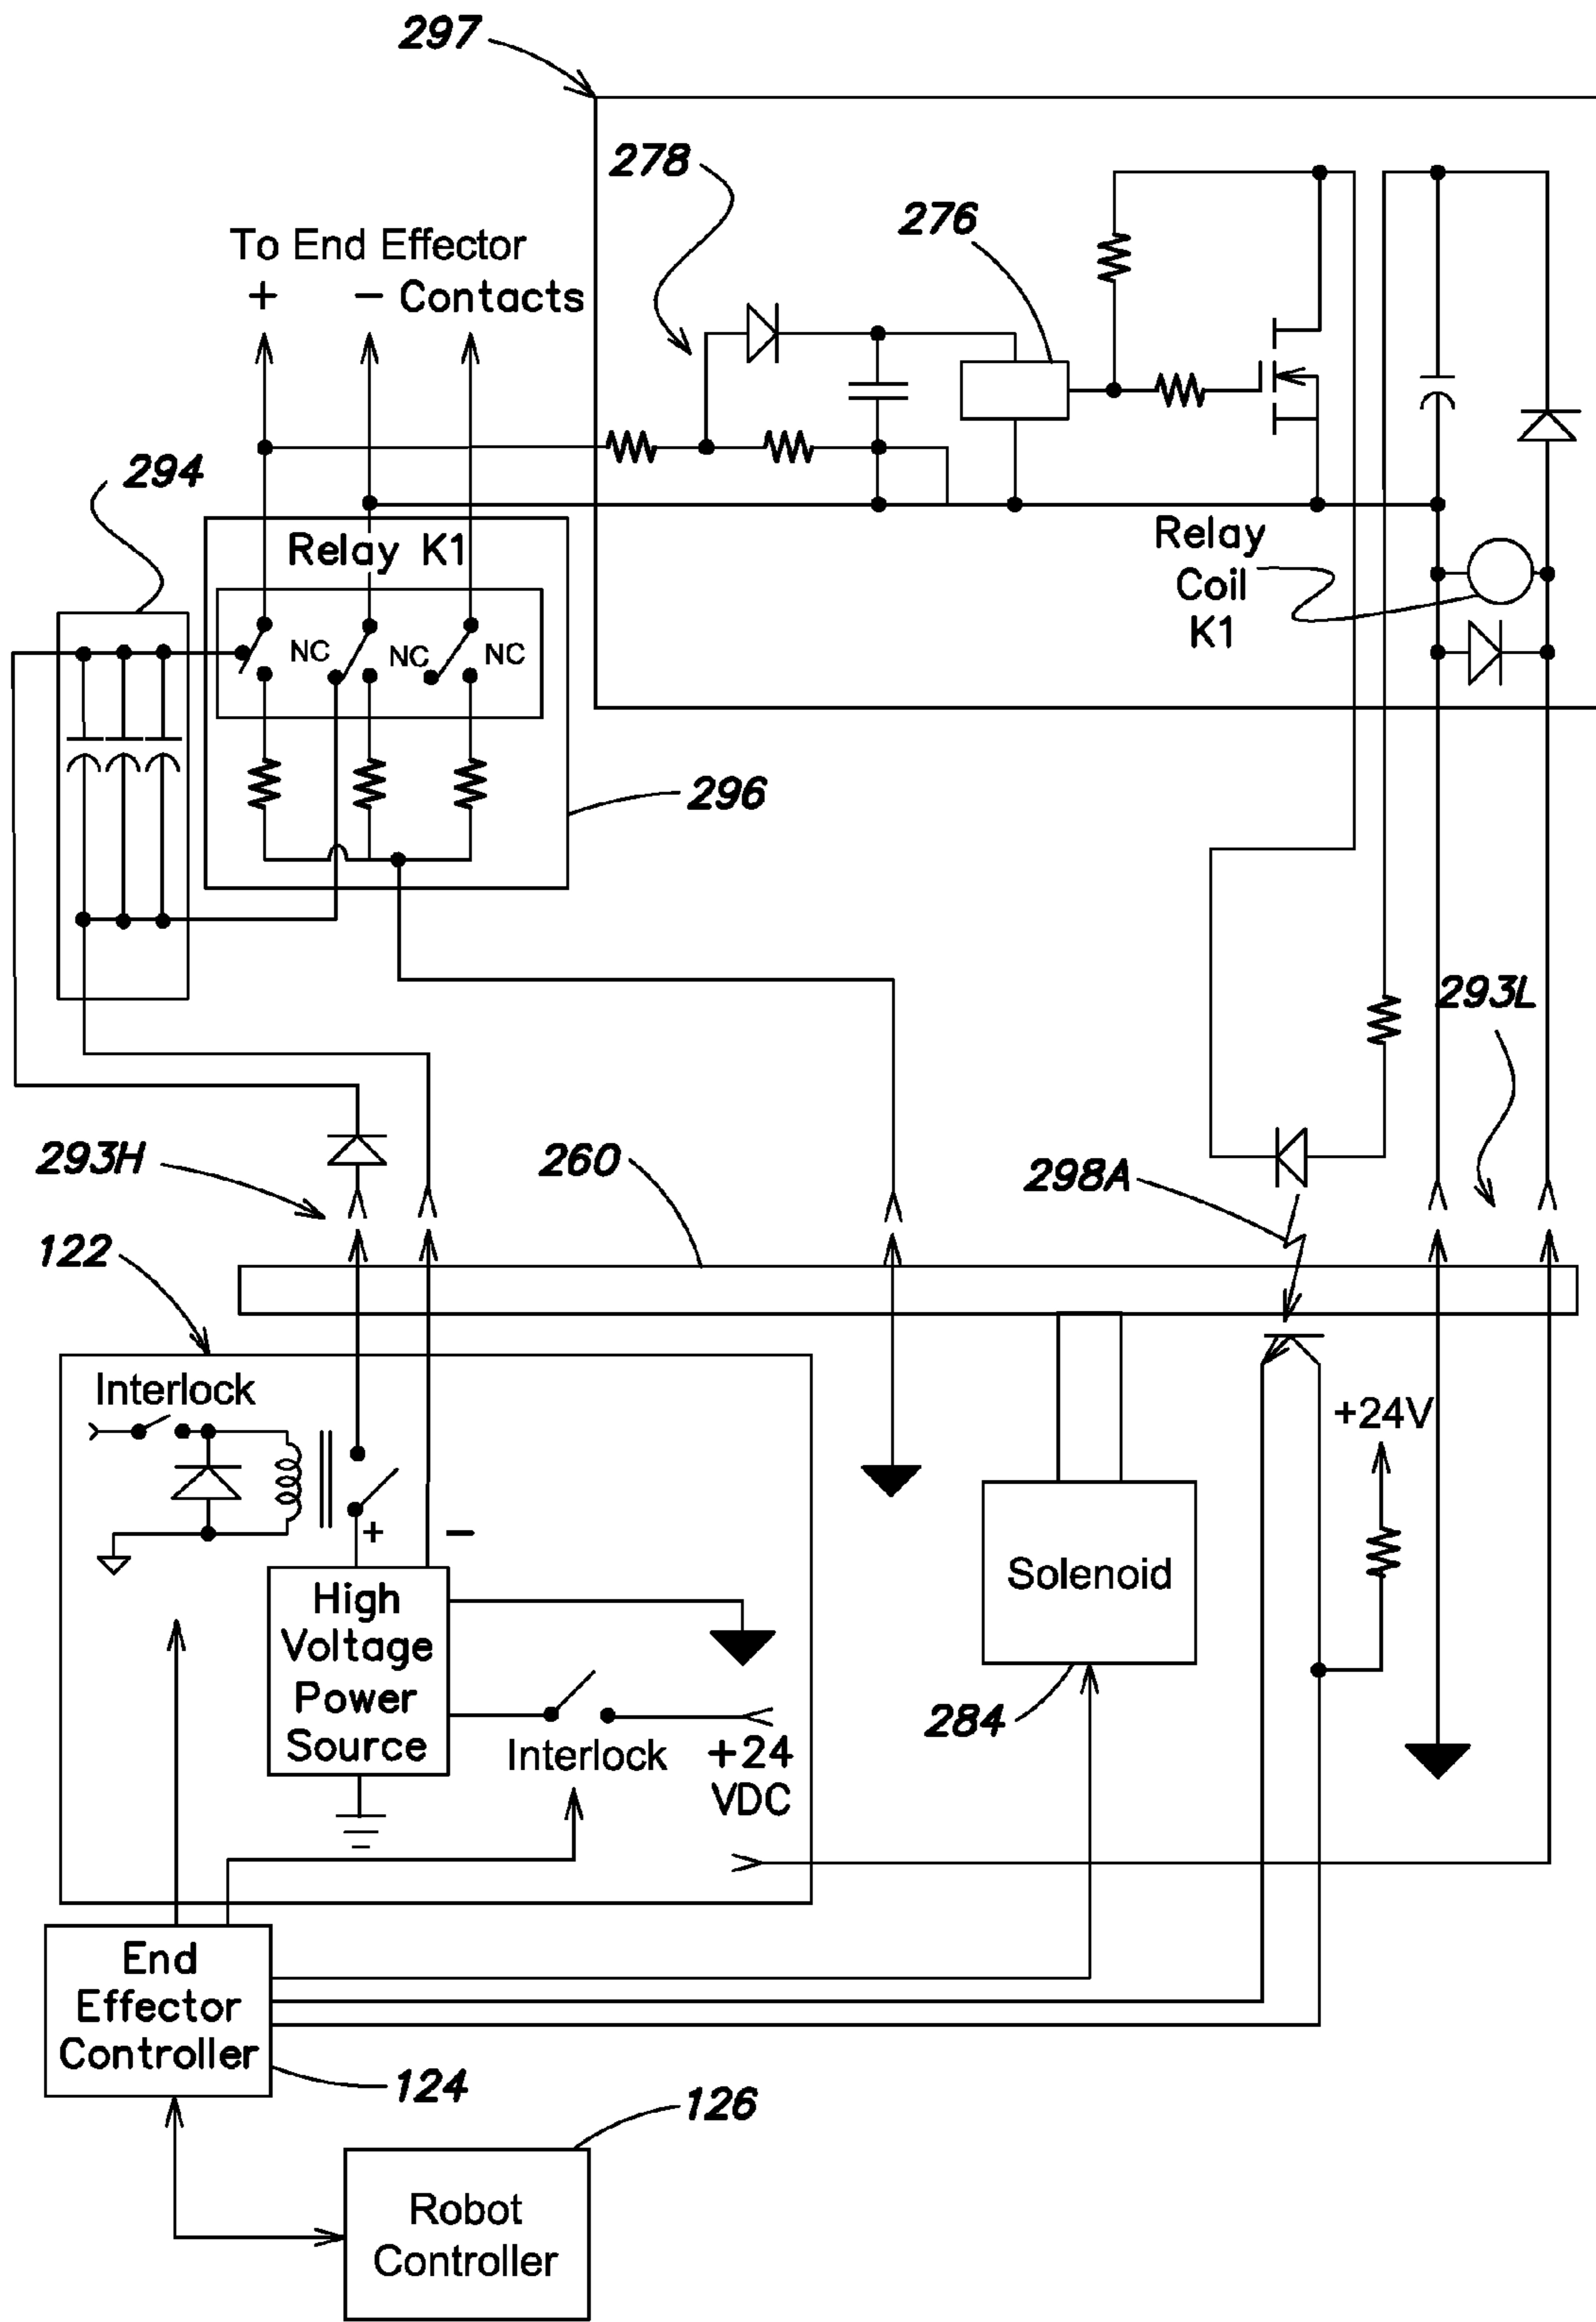 297
278
276
To End Effector
+ - Contacts
294
Relay K1
NC NC NC
Relay
Coil
K1
296
293L
293H
260
298A
122
Interlock
+24V
+ -
High
Voltage
Power
Source
Solenoid
284
Interlock
+24
VDC
End
Effector
Controller
124
126
Robot
Controller